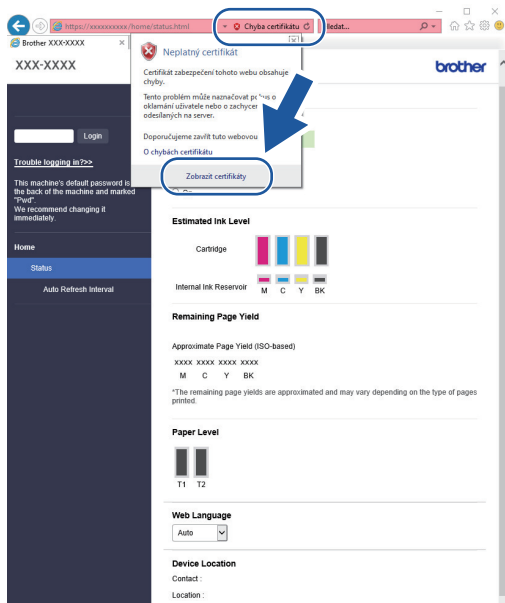 https://xxxxxxxxxx/home/status.html
Chyba certifikátu
Hledat...
Brother XXX-XXXX
XXX-XXXX
brother
Neplatný certifikát
Certifikát zabezpečení tohoto webu obsahuje
chyby.
Tento problém může naznačovat o
oklamání uživatele nebo o
odesílaných na server.
Doporučujeme zavřít tuto webovou
O chybách certifikátu
Zobrazit certifikáty
Login
Trouble logging in?>>
This machine's default password is
the back of the machine and marked
"Pwd".
We recommend changing it
immediately.
Home
Status
Auto Refresh Interval
Estimated Ink Level
Cartridge
Internal Ink Reservoir
M C Y BK
Remaining Page Yield
Approximate Page Yield (ISO-based)
xxxx xxxx xxxx xxxx
M C Y BK
*The remaining page yields are approximated and may vary depending on the type of pages
printed.
Paper Level
T1 T2
Web Language
Auto
Device Location
Contact :
Location :